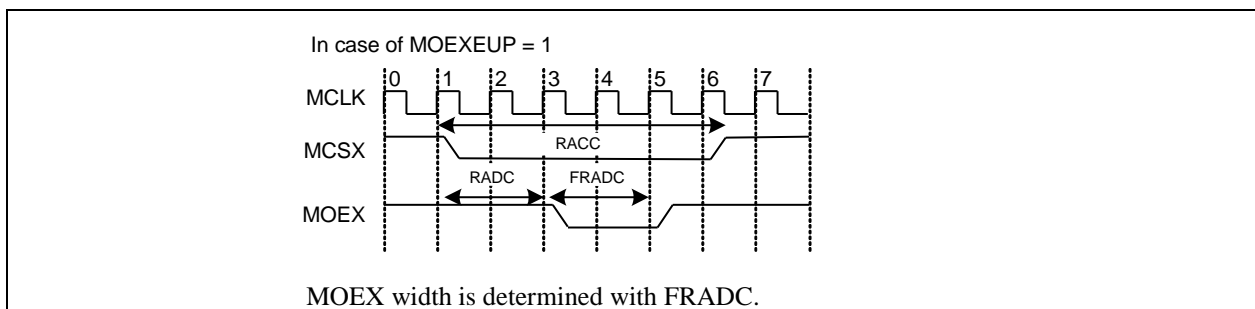 In case of MOEXEUP = 1
0 1 2 3 4 5 6 7
MCLK
RACC
MCSX
RADC FRADC
MOEX
MOEX width is determined with FRADC.